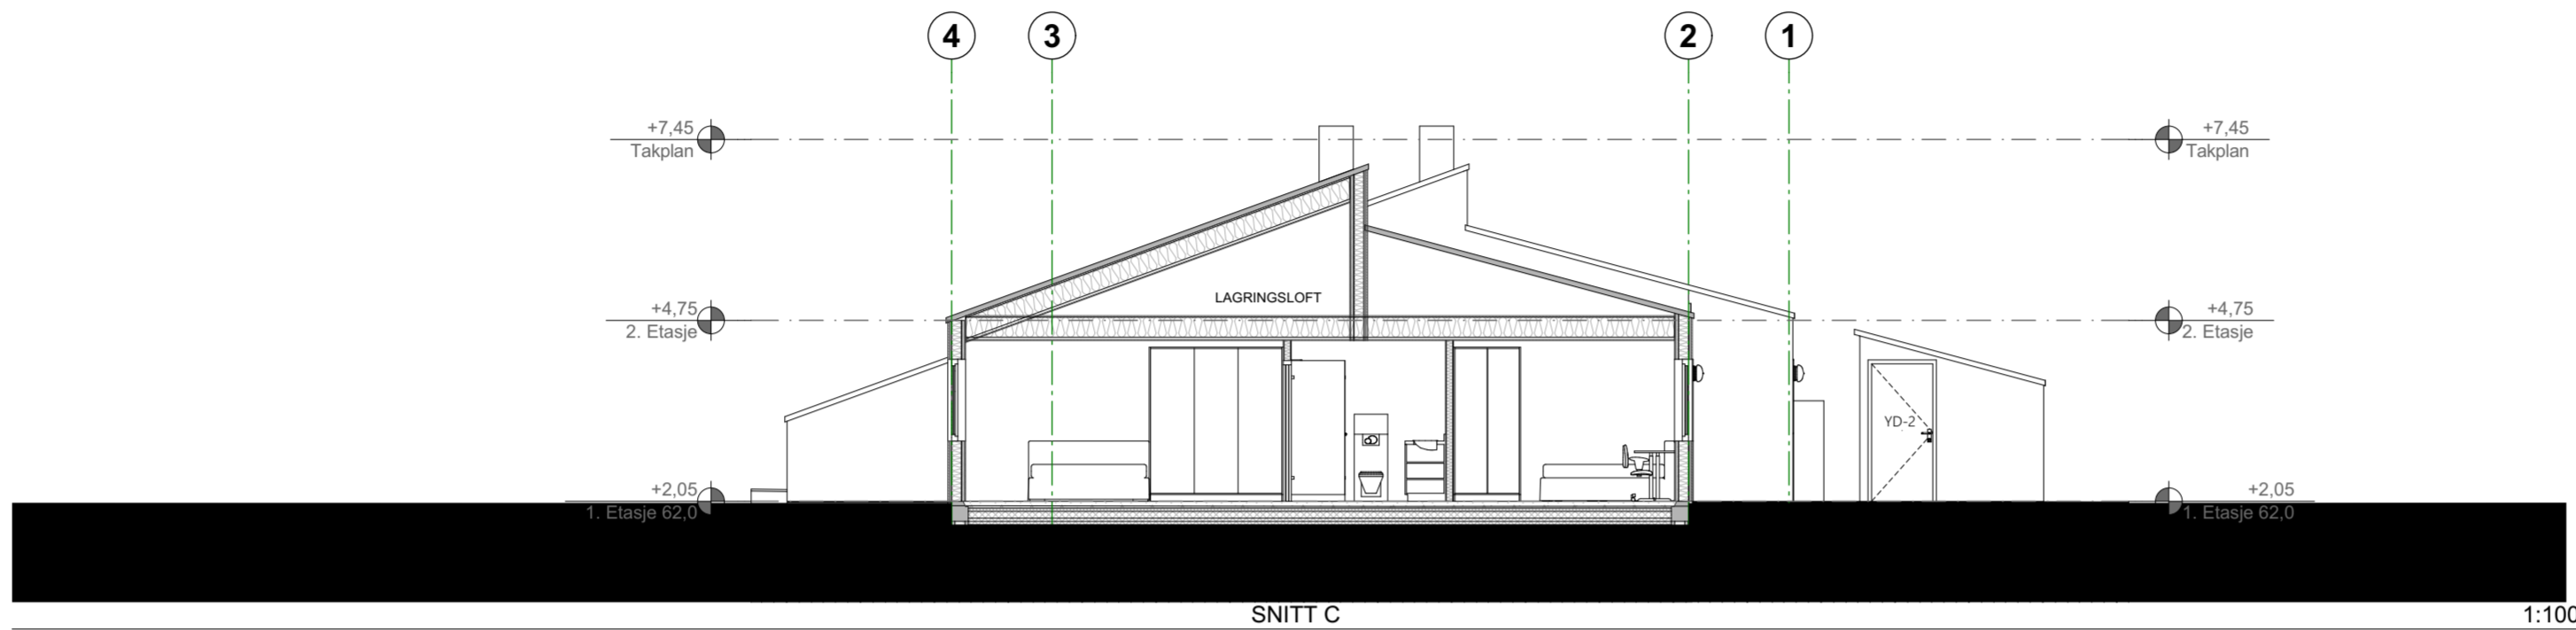 4 3 2 1
+7,45 +7,45
Takplan Takplan
LAGRINGSLOFT
+4,75 +4,75
2. Etasje 2. Etasje
YD-2
+2,05 +2,05
1. Etasje 62,0 1. Etasje 62,0
SNITT C 1:100